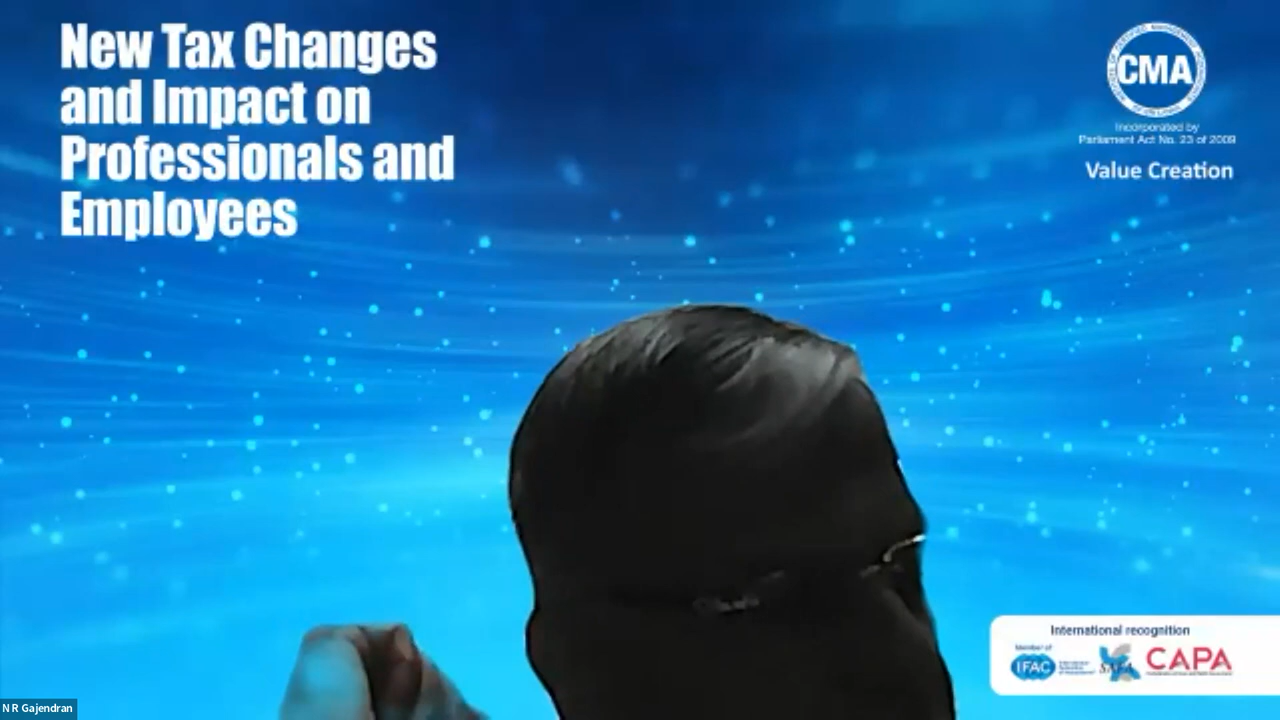 New Tax Changes
and Impact on
Professionals and
Employees
CMA
Incorporated by
Parliament Act No. 23 of 2009
Value Creation
International recognition
Member of
IFAC
CAPA
N R Gajendran